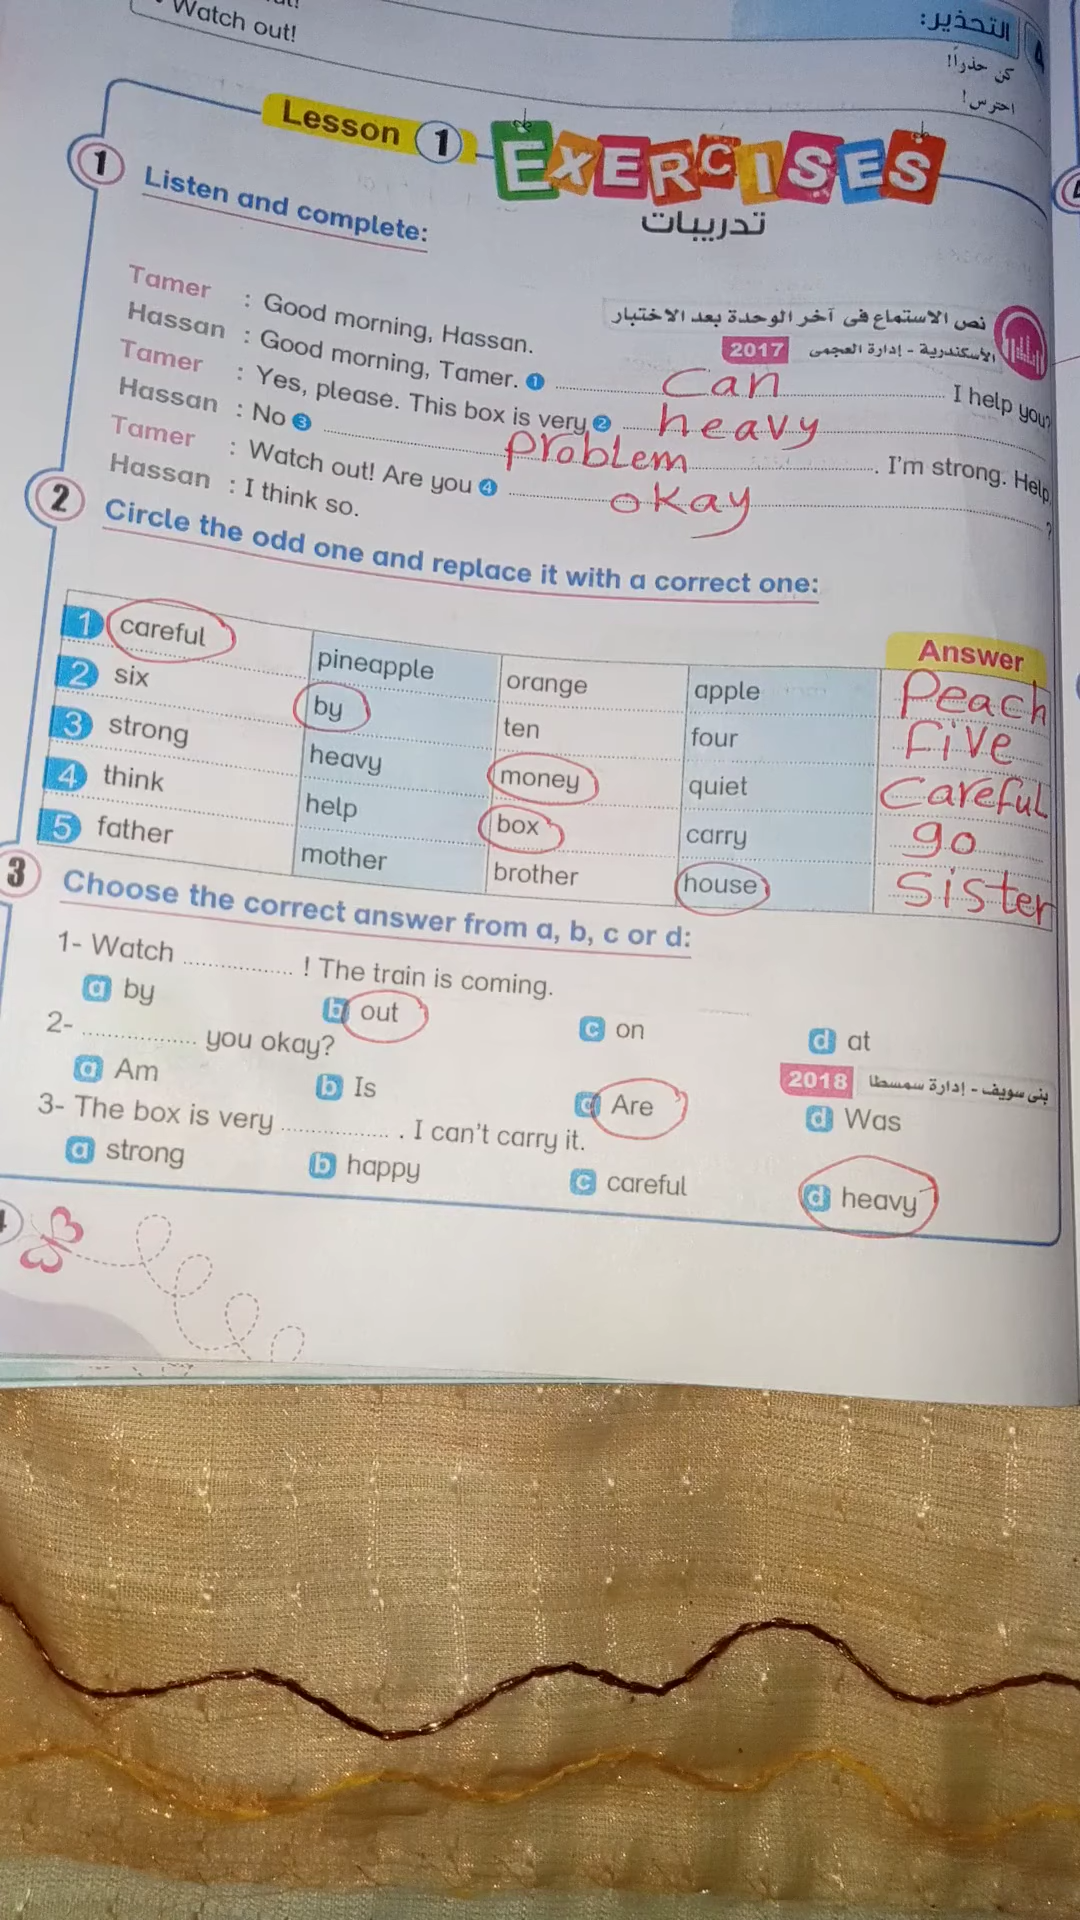 Watch out!
التحذير:
كن حذراً!
احترس!
Lesson 1 EXERCISES
تدريبات
1 Listen and complete:
نص الاستماع فى آخر الوحدة بعد الاختبار
2017 الأسكندرية - إدارة العجمى
Tamer : Good morning, Hassan.
Hassan : Good morning, Tamer. 1 Can I help you?
Tamer : Yes, please. This box is very 2 heavy
Hassan : No 3 problem. I'm strong. Help
Tamer : Watch out! Are you 4 okay ?
Hassan : I think so.
2 Circle the odd one and replace it with a correct one:
Answer
1 careful pineapple orange apple Peach
2 six by ten four Five
3 strong heavy money quiet Careful
4 think help box carry go
5 father mother brother house Sister
3 Choose the correct answer from a, b, c or d:
1- Watch ................ ! The train is coming.
a by b out c on d at
2- ................ you okay?
2018 بنى سويف - إدارة سمسطا
a Am b Is c Are d Was
3- The box is very ................ . I can't carry it.
a strong b happy c careful d heavy